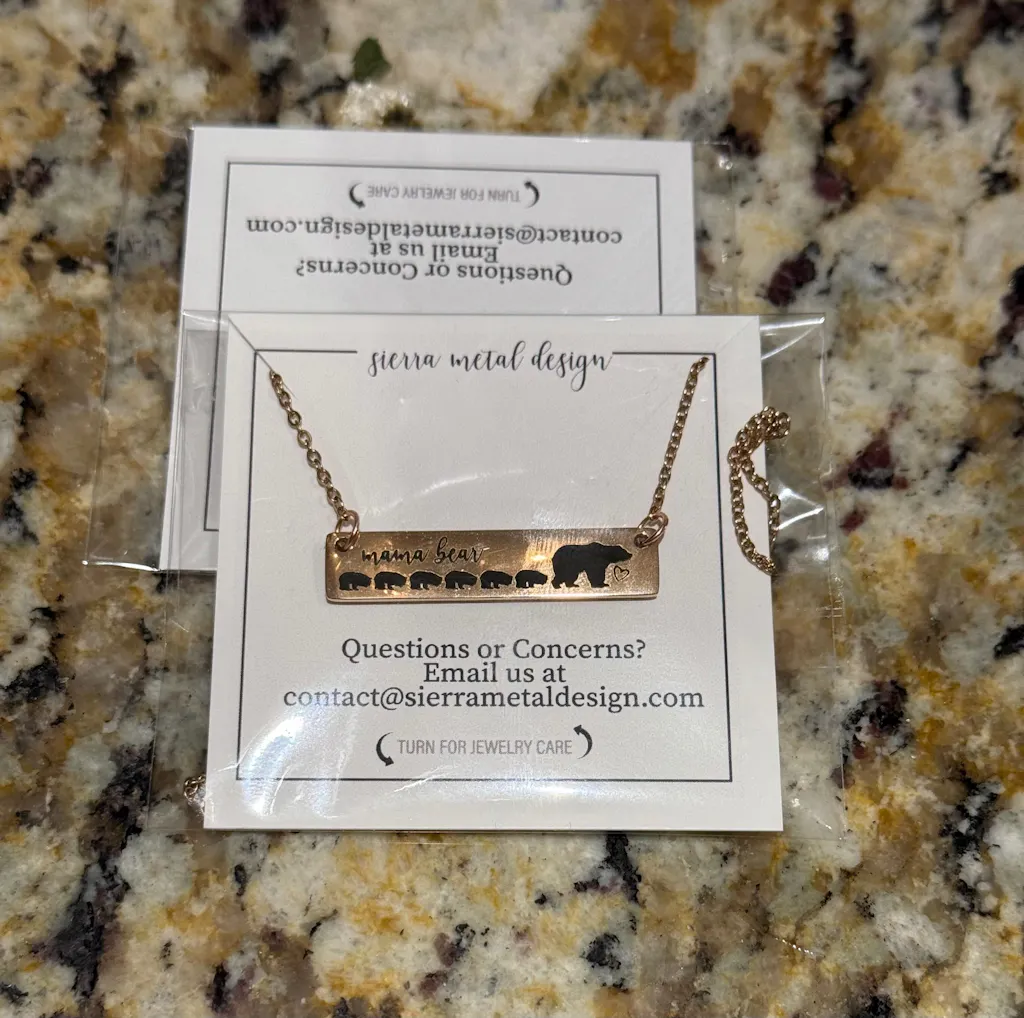 TURN FOR JEWELRY CARE
contact@sierrametaldesign.com
Email us at
Questions or Concerns?
sierra metal design
mama bear
Questions or Concerns?
Email us at
contact@sierrametaldesign.com
TURN FOR JEWELRY CARE